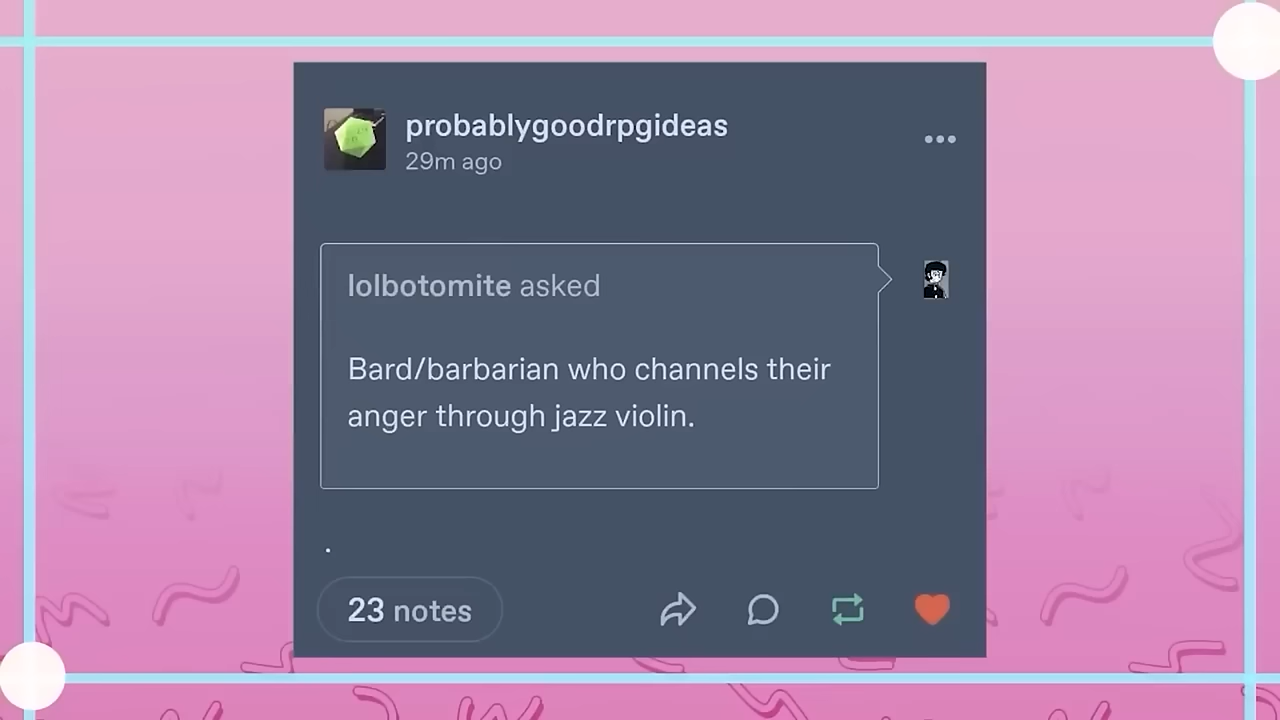 probablygoodrpgideas
29m ago
lolbotomite asked
Bard/barbarian who channels their
anger through jazz violin.
.
23 notes